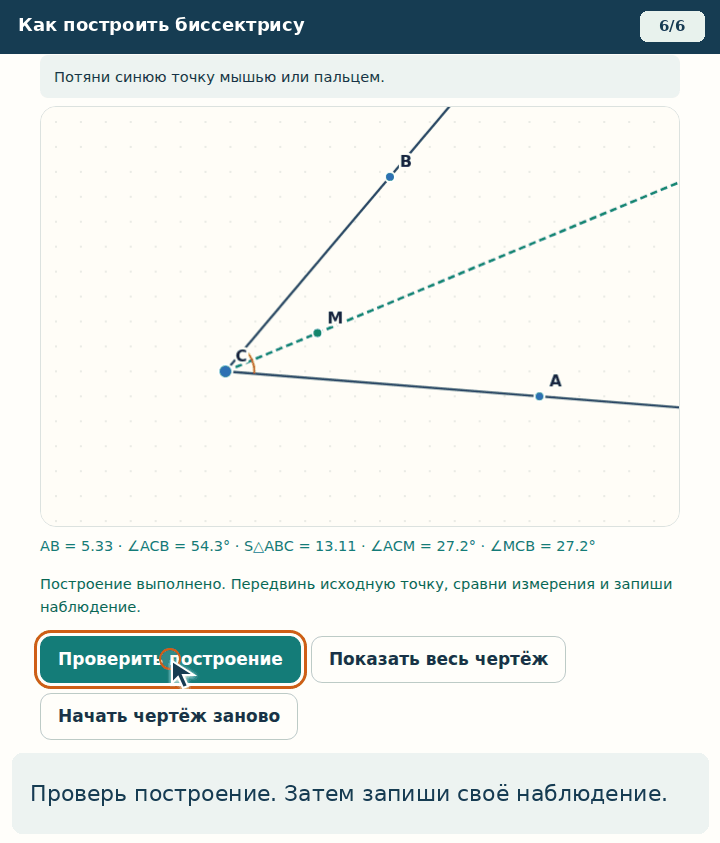 Как построить биссектрису
6/6
Потяни синюю точку мышью или пальцем.
B
M
C
A
AB = 5.33 · ∠ACB = 54.3° · S△ABC = 13.11 · ∠ACM = 27.2° · ∠MCB = 27.2°
Построение выполнено. Передвинь исходную точку, сравни измерения и запиши
наблюдение.
Проверить построение
Показать весь чертёж
Начать чертёж заново
Проверь построение. Затем запиши своё наблюдение.